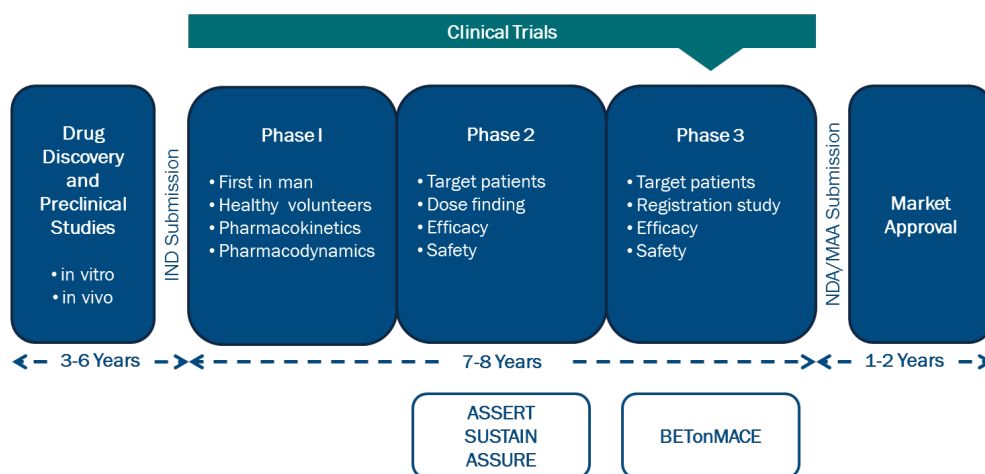 Clinical Trials
Drug
Discovery
and
Preclinical
Studies
• in vitro
• in vivo
IND Submission
Phase I
• First in man
• Healthy volunteers
• Pharmacokinetics
• Pharmacodynamics
Phase 2
• Target patients
• Dose finding
• Efficacy
• Safety
Phase 3
• Target patients
• Registration study
• Efficacy
• Safety
NDA/MAA Submission
Market
Approval
3-6 Years
7-8 Years
1-2 Years
ASSERT
SUSTAIN
ASSURE
BETonMACE